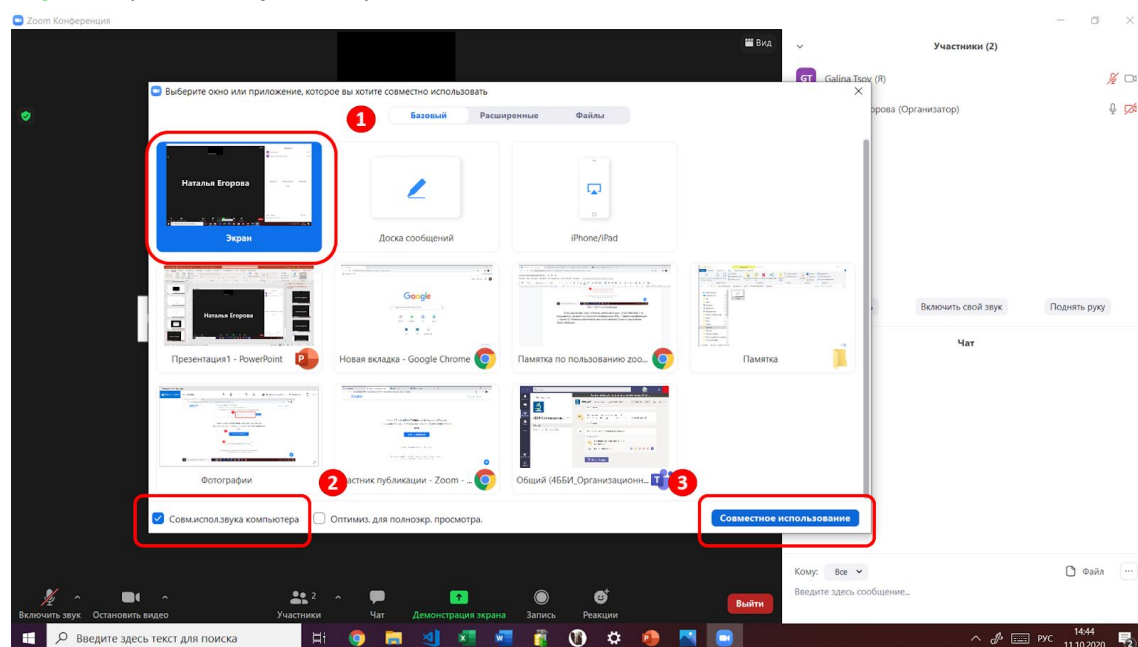 Zoom Конференция
Вид
Участники (2)
GT Galina Tsoy (Я)
орова (Организатор)
Выберите окно или приложение, которое вы хотите совместно использовать
1
Базовый Расширенные Файлы
Наталья Егорова
Экран
Доска сообщений
iPhone/iPad
Наталья Егорова
Google
Презентация1 - PowerPoint
Новая вкладка - Google Chrome
Памятка по пользованию zoo...
Памятка
Включить свой звук
Поднять руку
Чат
Фотографии
2
астник публикации - Zoom - ...
Общий (4ББИ_Организационн...
3
Совм.испол.звука компьютера
Оптимиз. для полноэкр. просмотра.
Совместное использование
Кому: Все
Файл
Введите здесь сообщение...
Включить звук
Остановить видео
Участники
2
Чат
Демонстрация экрана
Запись
Реакции
Выйти
Введите здесь текст для поиска
РУС
14:44
11.10.2020
2